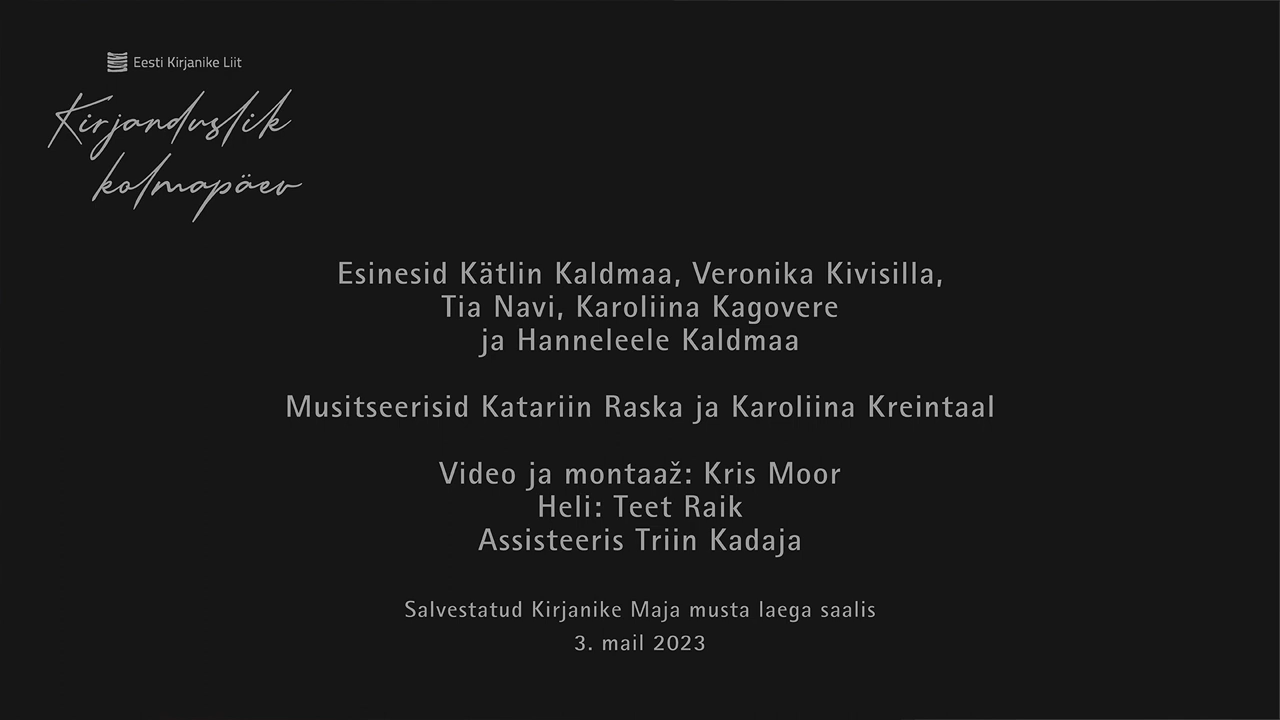 Eesti Kirjanike Liit
Kirjanduslik
kolmapäev
Esinesid Kätlin Kaldmaa, Veronika Kivisilla,
Tia Navi, Karoliina Kagovere
ja Hanneleele Kaldmaa
Musitseerisid Katariin Raska ja Karoliina Kreintaal
Video ja montaaž: Kris Moor
Heli: Teet Raik
Assisteeris Triin Kadaja
Salvestatud Kirjanike Maja musta laega saalis
3. mail 2023